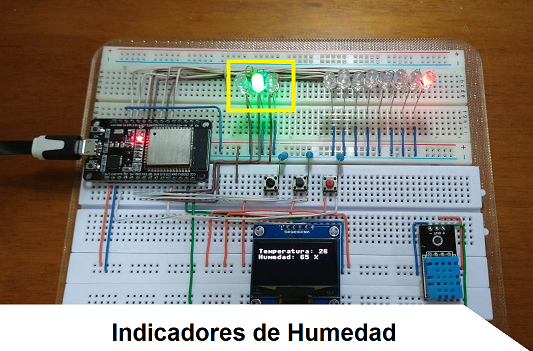 Temperatura: 26
Humedad: 65 %
Indicadores de Humedad